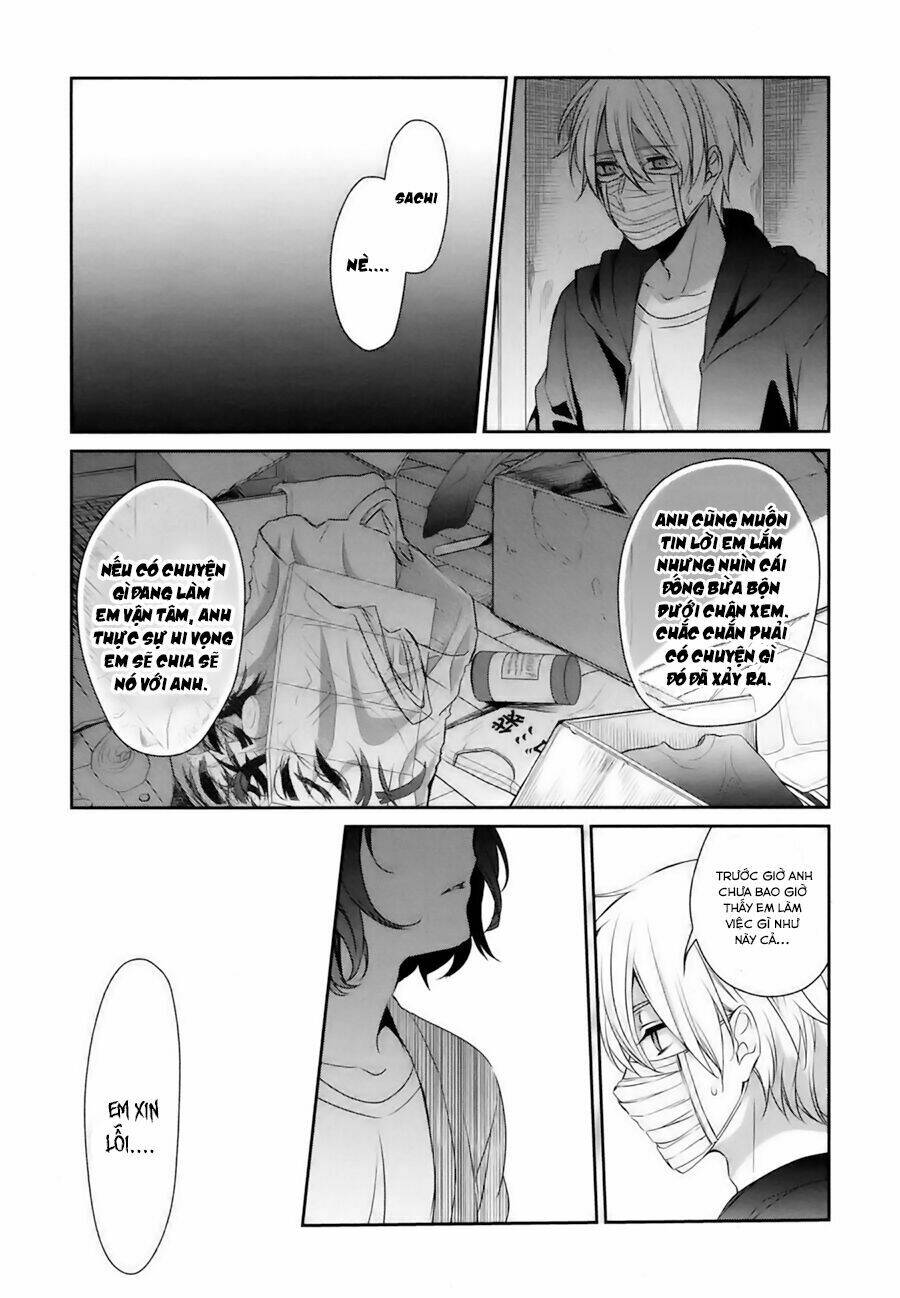 SACHI
NÈ....
ANH CŨNG MUỐN
TIN LỜI EM LẮM
NHƯNG NHÌN CÁI
ĐỐNG BỪA BỘN
DƯỚI CHÂN XEM.
CHẮC CHẮN PHẢI
CÓ CHUYỆN GÌ
ĐÓ ĐÃ XẢY RA.
NẾU CÓ CHUYỆN
GÌ ĐANG LÀM
EM VẬN TÂM, ANH
THỰC SỰ HI VỌNG
EM SẼ CHIA SẼ
NÓ VỚI ANH.
TRƯỚC GIỜ ANH
CHƯA BAO GIỜ
THẤY EM LÀM
VIỆC GÌ NHƯ
NÀY CẢ...
EM XIN
LỖI....